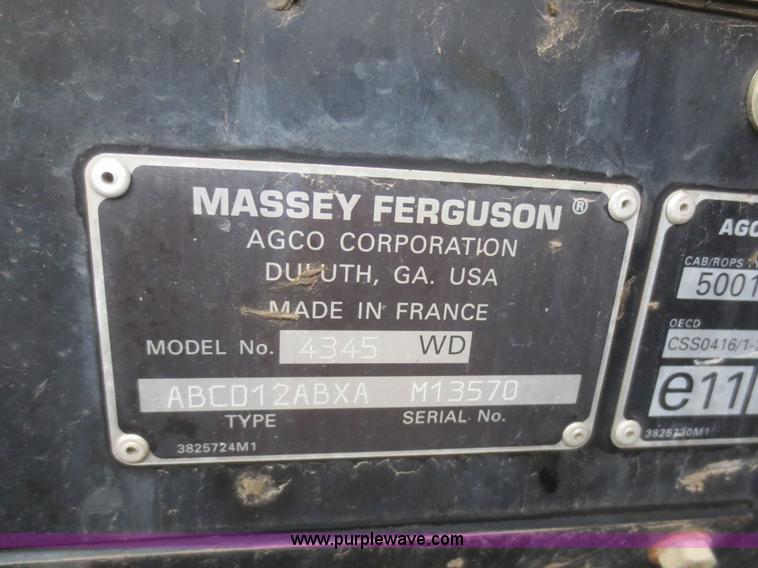 MASSEY FERGUSON®
AGCO CORPORATION
DULUTH, GA. USA
MADE IN FRANCE
MODEL No. 4345 WD
ABCD12ABXA M13570
TYPE SERIAL No.
3825724M1
AGC
CAB/ROPS
5001
OECD
CSS0416/1-
e11
3825730M1
www.purplewave.com